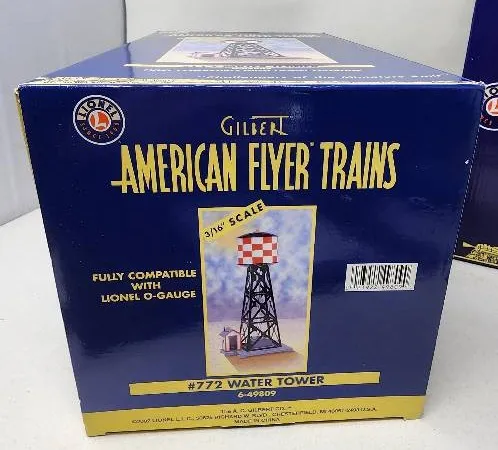 LIONEL
GILBERT
AMERICAN FLYER TRAINS
3/16" SCALE
FULLY COMPATIBLE
WITH
LIONEL O-GAUGE
#772 WATER TOWER
6-49809
MADE IN CHINA